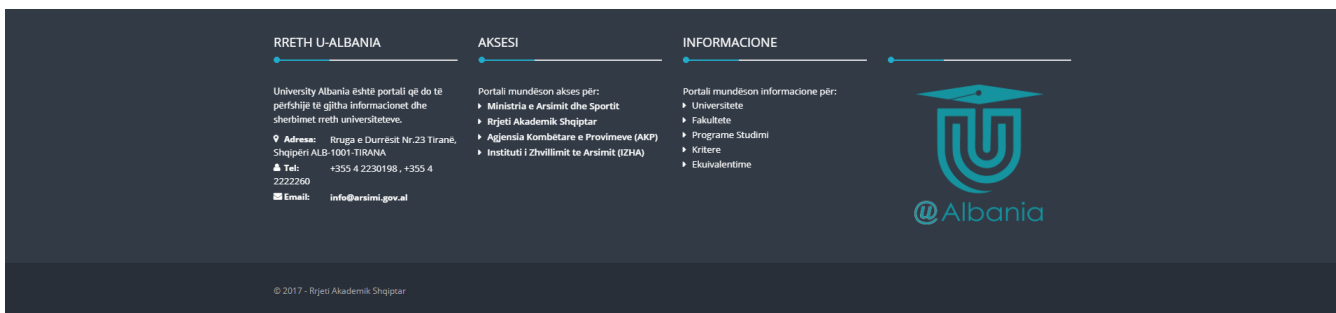 RRETH U-ALBANIA
University Albania është portali që do të
përfshijë të gjitha informacionet dhe
sherbimet rreth universiteteve.
Adresa: Rruga e Durrësit Nr.23 Tiranë,
Shqipëri ALB-1001-TIRANA
Tel: +355 4 2230198 , +355 4
2222260
Email: info@arsimi.gov.al
AKSESI
Portali mundëson akses për:
Ministria e Arsimit dhe Sportit
Rrjeti Akademik Shqiptar
Agjensia Kombëtare e Provimeve (AKP)
Instituti i Zhvillimit te Arsimit (IZHA)
INFORMACIONE
Portali mundëson informacione për:
Universitete
Fakultete
Programe Studimi
Kritere
Ekuivalentime
@Albania
© 2017 - Rrjeti Akademik Shqiptar